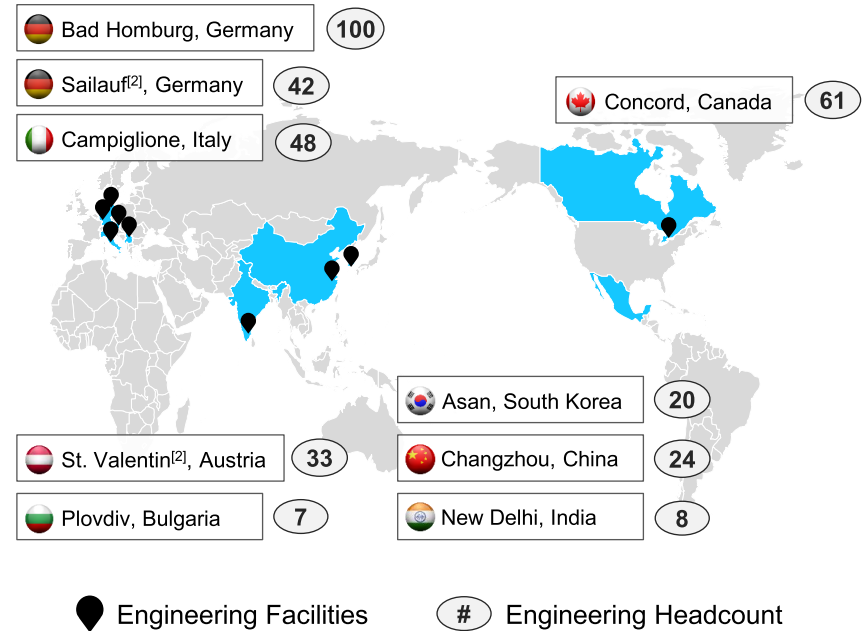 Bad Homburg, Germany 100
Sailauf[2], Germany 42
Campiglione, Italy 48
Concord, Canada 61
Asan, South Korea 20
St. Valentin[2], Austria 33
Changzhou, China 24
Plovdiv, Bulgaria 7
New Delhi, India 8
Engineering Facilities # Engineering Headcount